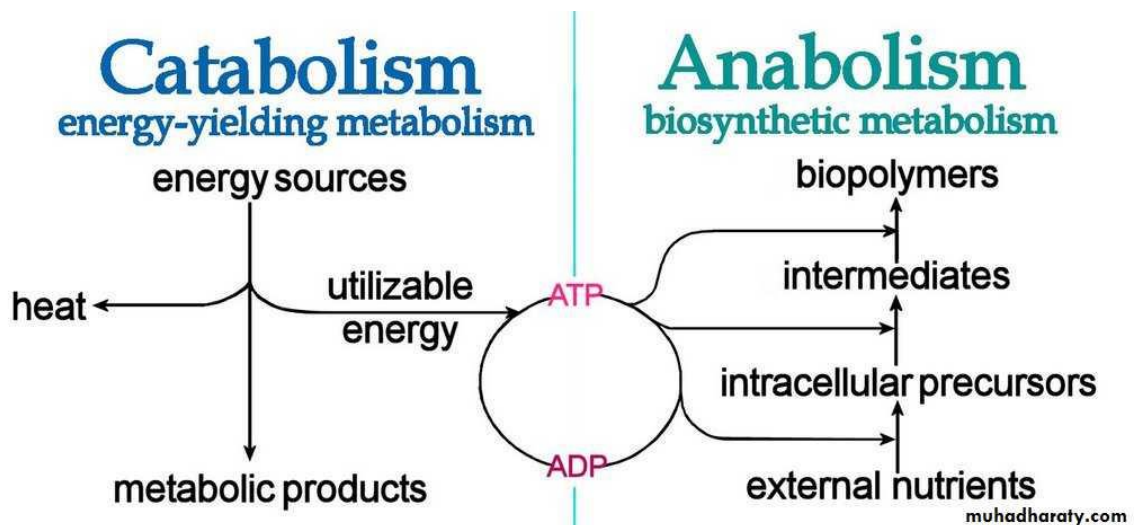 Catabolism
energy-yielding metabolism
energy sources
heat
utilizable
energy
metabolic products
ATP
ADP
Anabolism
biosynthetic metabolism
biopolymers
intermediates
intracellular precursors
external nutrients
muhadharaty.com